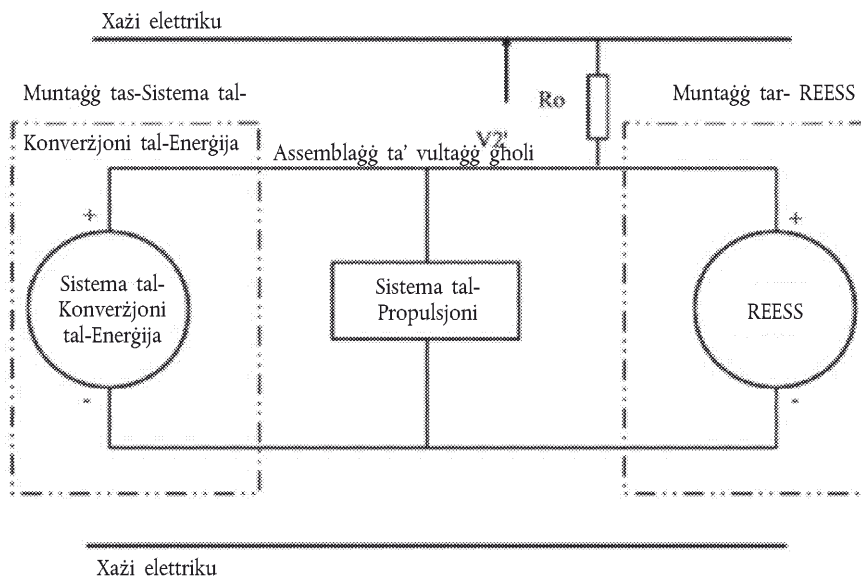 Xażi elettriku
Muntaġġ tas-Sistema tal-
Konverżjoni tal-Enerġija
Ro
V2'
Muntaġġ tar- REESS
Assemblaġġ ta' vultaġġ għoli
+
Sistema tal-
Konverżjoni
tal-Enerġija
-
Sistema tal-
Propulsjoni
+
REESS
-
Xażi elettriku